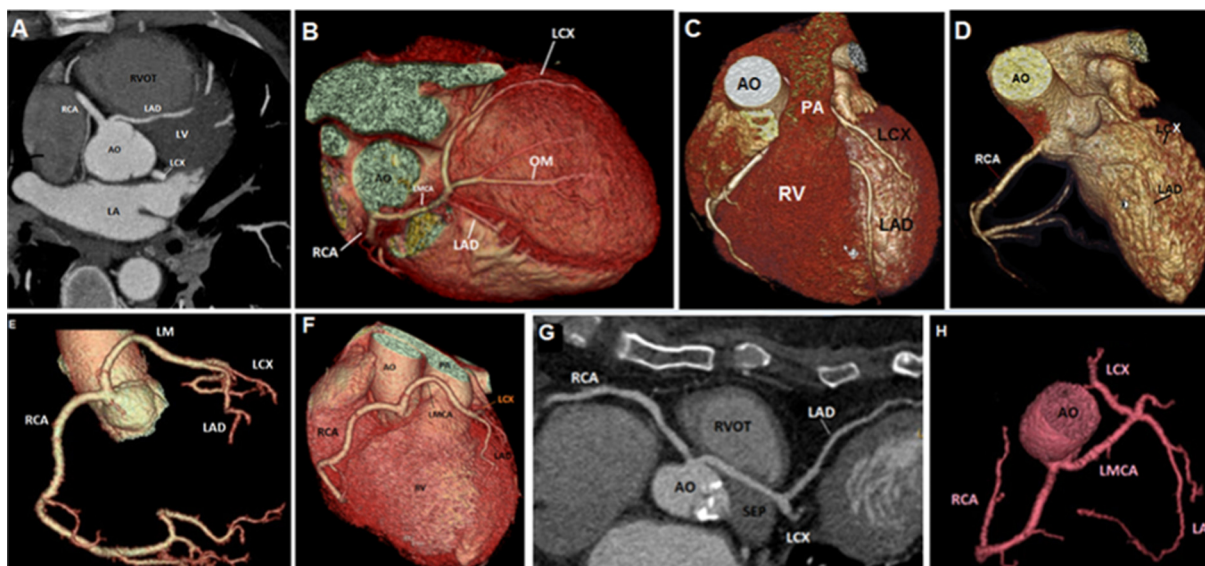 A
RVOT
RCA
LAD
LV
AO
LCX
LA
B
LCX
OM
AO
LMCA
RCA
LAD
C
AO
PA
LCX
RV
LAD
D
AO
LCX
RCA
LAD
E
LM
LCX
RCA
LAD
F
AO
PA
LMCA
LCX
RCA
LAD
RV
G
RCA
LAD
RVOT
AO
SEP
LCX
H
LCX
AO
LMCA
RCA
LA